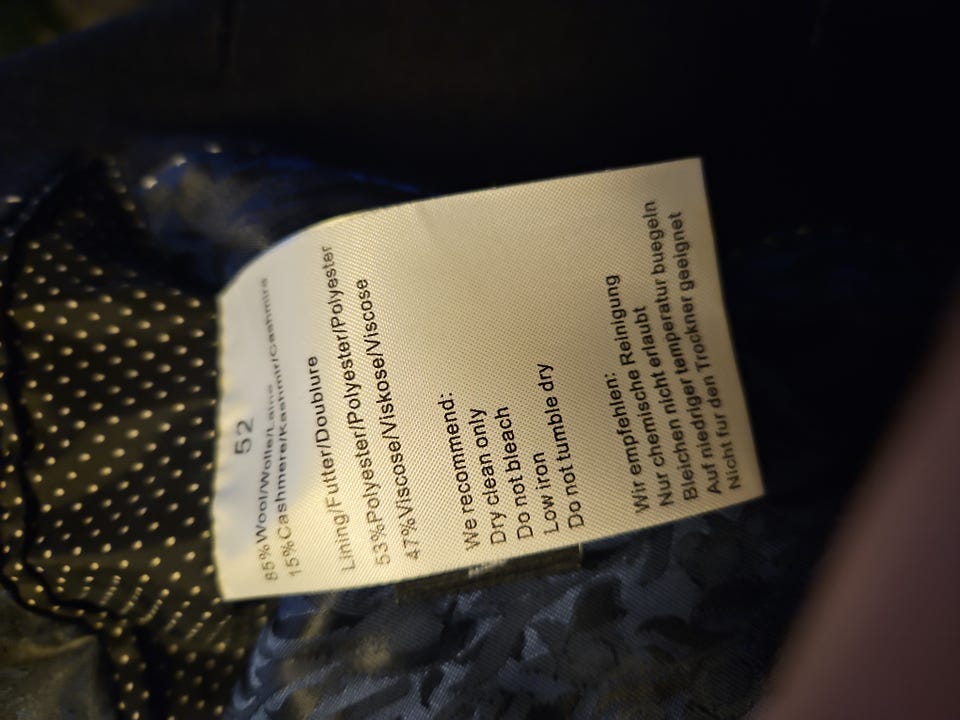 52
85%Wool/Wolle/Laine
15%Cashmere/Kashmir/Cashmire
Lining/Futter/Doublure
53%Polyester/Polyester/Polyester
47%Viscose/Viskose/Viscose
We recommend:
Dry clean only
Do not bleach
Low iron
Do not tumble dry
Wir empfehlen:
Nur chemische Reinigung
Bleichen nicht erlaubt
Auf niedriger temperatur buegeln
Nicht fur den Trockner geeignet